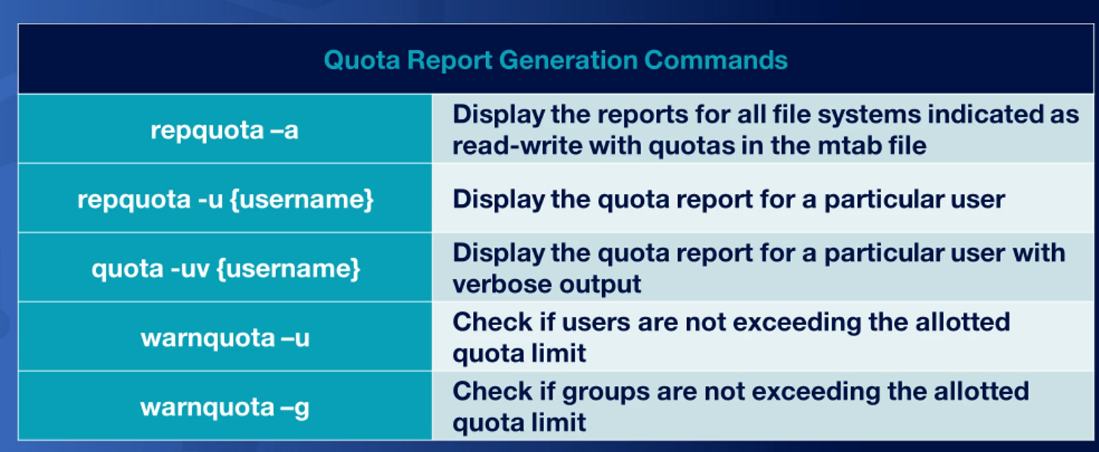 Quota Report Generation Commands
repquota –a
Display the reports for all file systems indicated as
read-write with quotas in the mtab file
repquota -u {username}
Display the quota report for a particular user
quota -uv {username}
Display the quota report for a particular user with
verbose output
warnquota –u
Check if users are not exceeding the allotted
quota limit
warnquota –g
Check if groups are not exceeding the allotted
quota limit